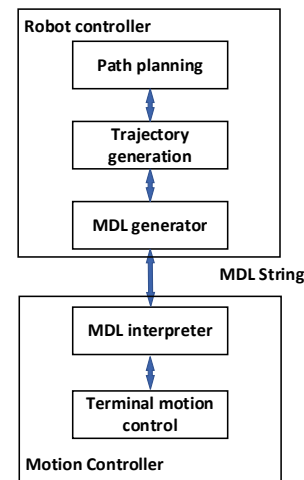 Robot controller
Path planning
Trajectory
generation
MDL generator
MDL String
MDL interpreter
Terminal motion
control
Motion Controller